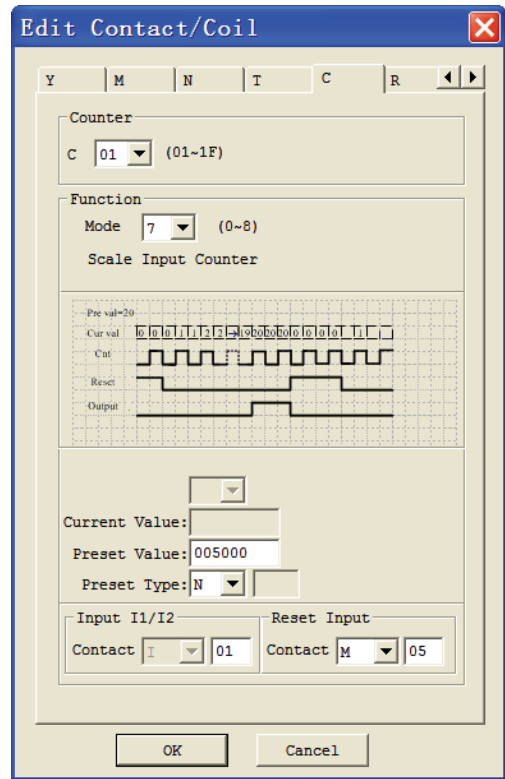 Edit Contact/Coil
Y M N T C R
Counter
C 01 (01~1F)
Function
Mode 7 (0~8)
Scale Input Counter
Pre val=20
Cur val 0 0 0 1 1 2 2 → 19 20 20 20 0 0 0 0 1
Cnt
Reset
Output
Current Value:
Preset Value: 005000
Preset Type: N
Input I1/I2 Reset Input
Contact I 01 Contact M 05
OK Cancel